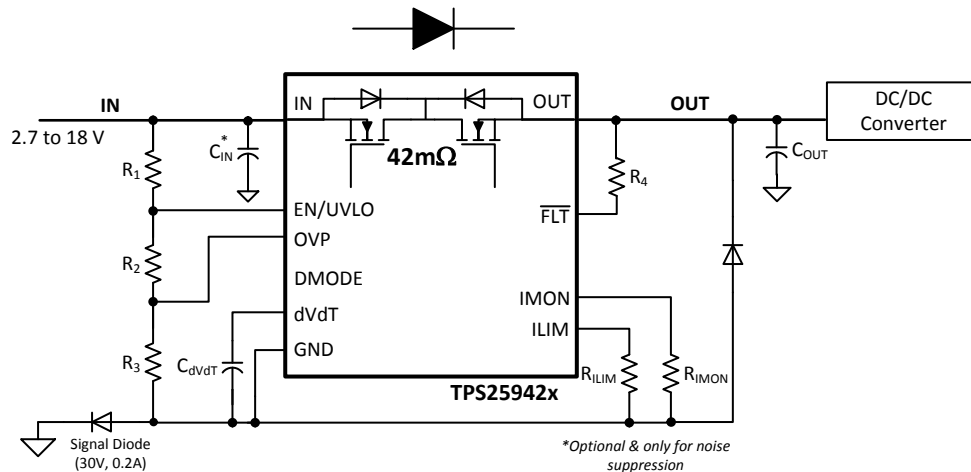 IN
2.7 to 18 V
R1
CIN*
R2
R3
CdVdT
IN
OUT
42mΩ
EN/UVLO
OVP
DMODE
dVdT
GND
FLT
IMON
ILIM
TPS25942x
OUT
R4
COUT
DC/DC
Converter
RILIM
RIMON
Signal Diode
(30V, 0.2A)
*Optional & only for noise
suppression